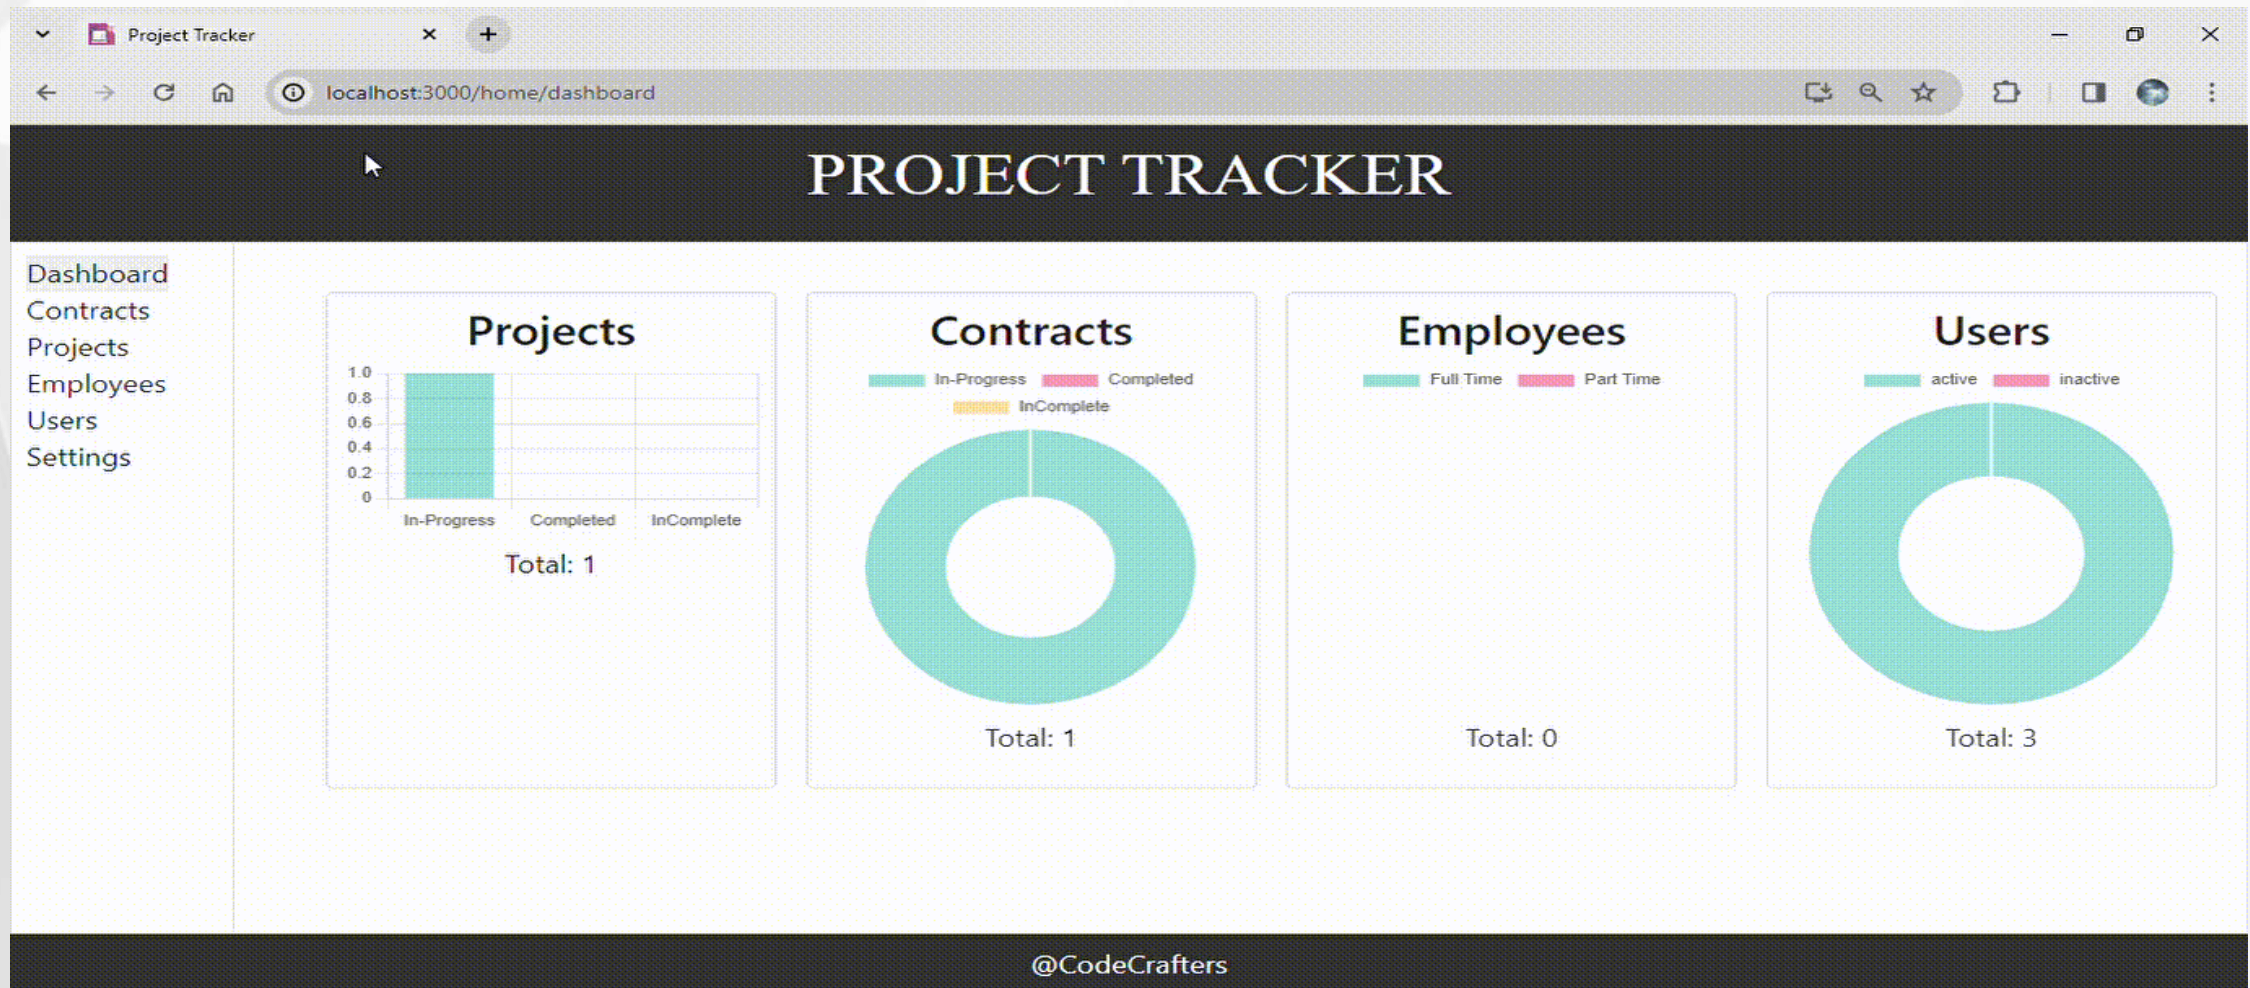 Project Tracker
localhost:3000/home/dashboard
PROJECT TRACKER
Dashboard
Contracts
Projects
Employees
Users
Settings
Projects
1.0
0.8
0.6
0.4
0.2
0
In-Progress Completed InComplete
Total: 1
Contracts
In-Progress Completed
InComplete
Total: 1
Employees
Full Time Part Time
Total: 0
Users
active inactive
Total: 3
@CodeCrafters